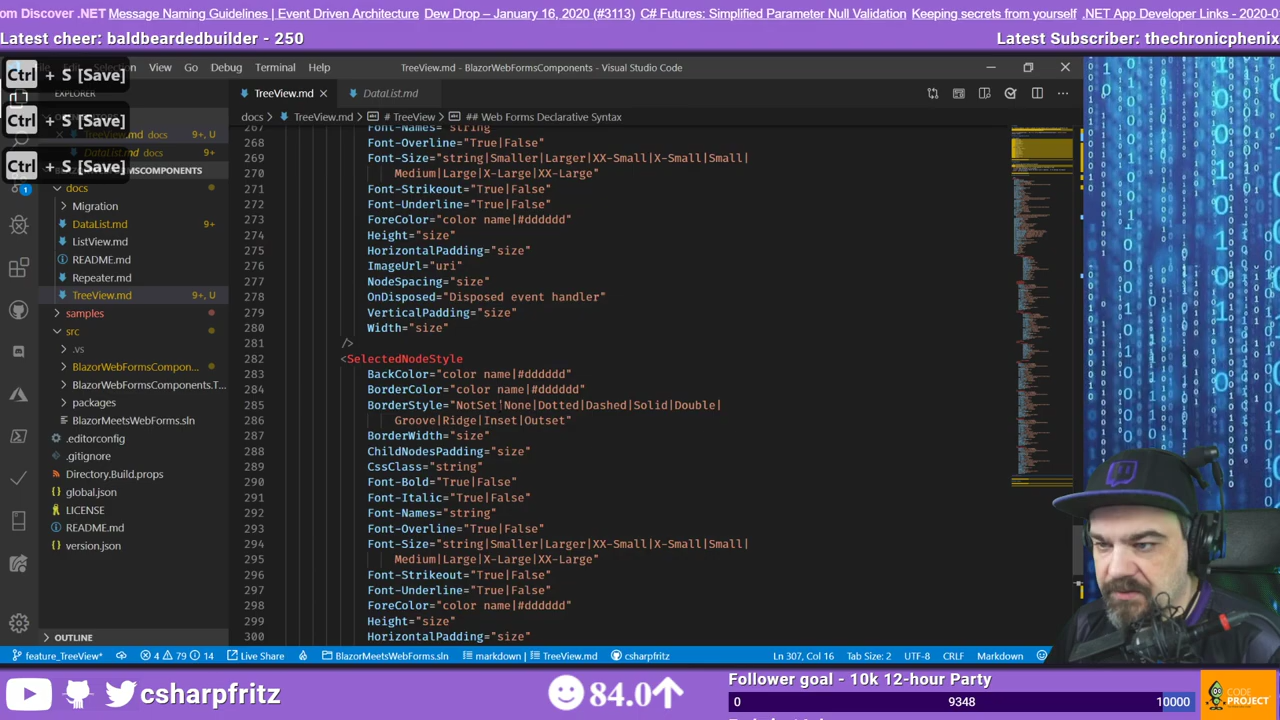 om Discover .NET Message Naming Guidelines | Event Driven Architecture Dew Drop – January 16, 2020 (#3113) C# Futures: Simplified Parameter Null Validation Keeping secrets from yourself .NET App Developer Links - 2020-0
Latest cheer: baldbeardedbuilder - 250
Latest Subscriber: thechronicphenix
Ctrl + S [Save]
Ctrl + S [Save]
Ctrl + S [Save]
Selection View Go Debug Terminal Help
TreeView.md - BlazorWebFormsComponents - Visual Studio Code
EXPLORER
TreeView.md docs 9+, U
DataList.md docs 9+
OMPONENTS
docs
Migration
DataList.md 9+
ListView.md
README.md
Repeater.md
TreeView.md 9+, U
samples
src
.vs
BlazorWebFormsCompon...
BlazorWebFormsComponents.T...
packages
BlazorMeetsWebForms.sln
.editorconfig
.gitignore
Directory.Build.props
global.json
LICENSE
README.md
version.json
OUTLINE
TreeView.md
DataList.md
docs > TreeView.md > # TreeView > ## Web Forms Declarative Syntax
267 Font-Names="string"
268 Font-Overline="True|False"
269 Font-Size="string|Smaller|Larger|XX-Small|X-Small|Small|
270 Medium|Large|X-Large|XX-Large"
271 Font-Strikeout="True|False"
272 Font-Underline="True|False"
273 ForeColor="color name|#dddddd"
274 Height="size"
275 HorizontalPadding="size"
276 ImageUrl="uri"
277 NodeSpacing="size"
278 OnDisposed="Disposed event handler"
279 VerticalPadding="size"
280 Width="size"
281 />
282 <SelectedNodeStyle
283 BackColor="color name|#dddddd"
284 BorderColor="color name|#dddddd"
285 BorderStyle="NotSet|None|Dotted|Dashed|Solid|Double|
286 Groove|Ridge|Inset|Outset"
287 BorderWidth="size"
288 ChildNodesPadding="size"
289 CssClass="string"
290 Font-Bold="True|False"
291 Font-Italic="True|False"
292 Font-Names="string"
293 Font-Overline="True|False"
294 Font-Size="string|Smaller|Larger|XX-Small|X-Small|Small|
295 Medium|Large|X-Large|XX-Large"
296 Font-Strikeout="True|False"
297 Font-Underline="True|False"
298 ForeColor="color name|#dddddd"
299 Height="size"
300 HorizontalPadding="size"
feature_TreeView* 4 79 14 Live Share BlazorMeetsWebForms.sln markdown | TreeView.md csharpfritz Ln 307, Col 16 Tab Size: 2 UTF-8 CRLF Markdown
csharpfritz
84.0
Follower goal - 10k 12-hour Party
0 9348 10000
CODE PROJECT